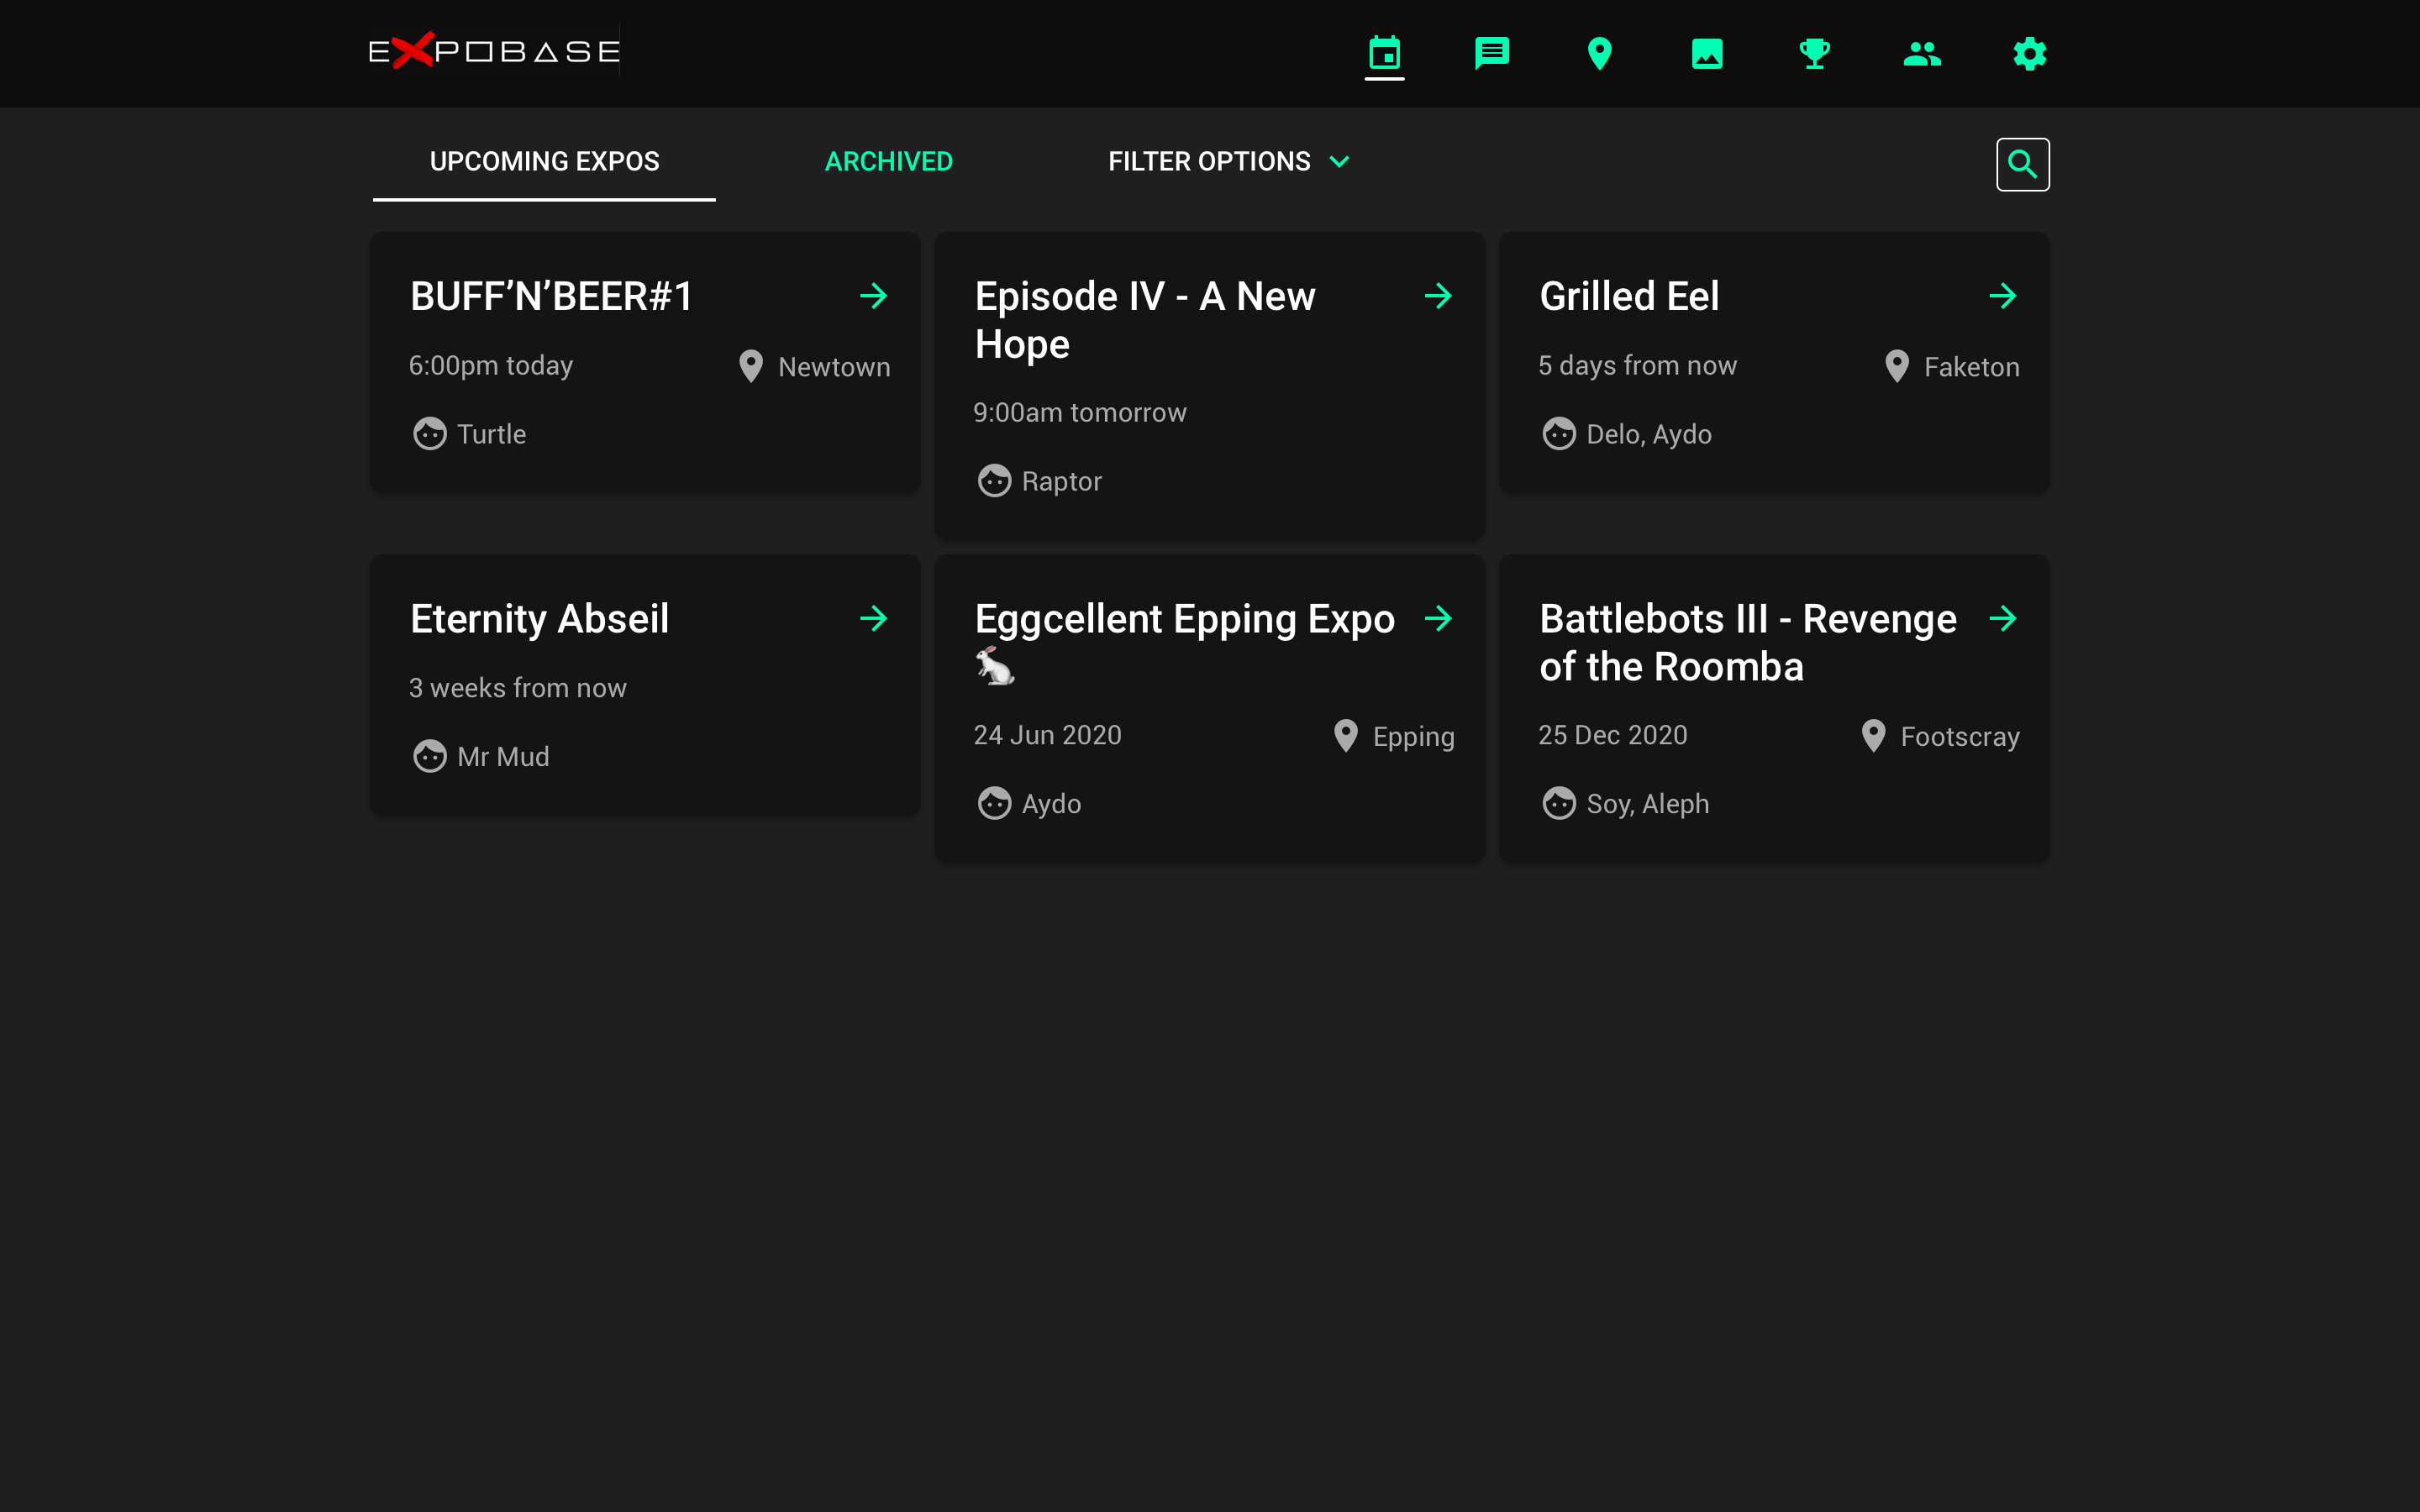 EXPOBASE
UPCOMING EXPOS
ARCHIVED
FILTER OPTIONS
BUFF’N’BEER#1
6:00pm today
Newtown
Turtle
Episode IV - A New
Hope
9:00am tomorrow
Raptor
Grilled Eel
5 days from now
Faketon
Delo, Aydo
Eternity Abseil
3 weeks from now
Mr Mud
Eggcellent Epping Expo
🐇
24 Jun 2020
Epping
Aydo
Battlebots III - Revenge
of the Roomba
25 Dec 2020
Footscray
Soy, Aleph